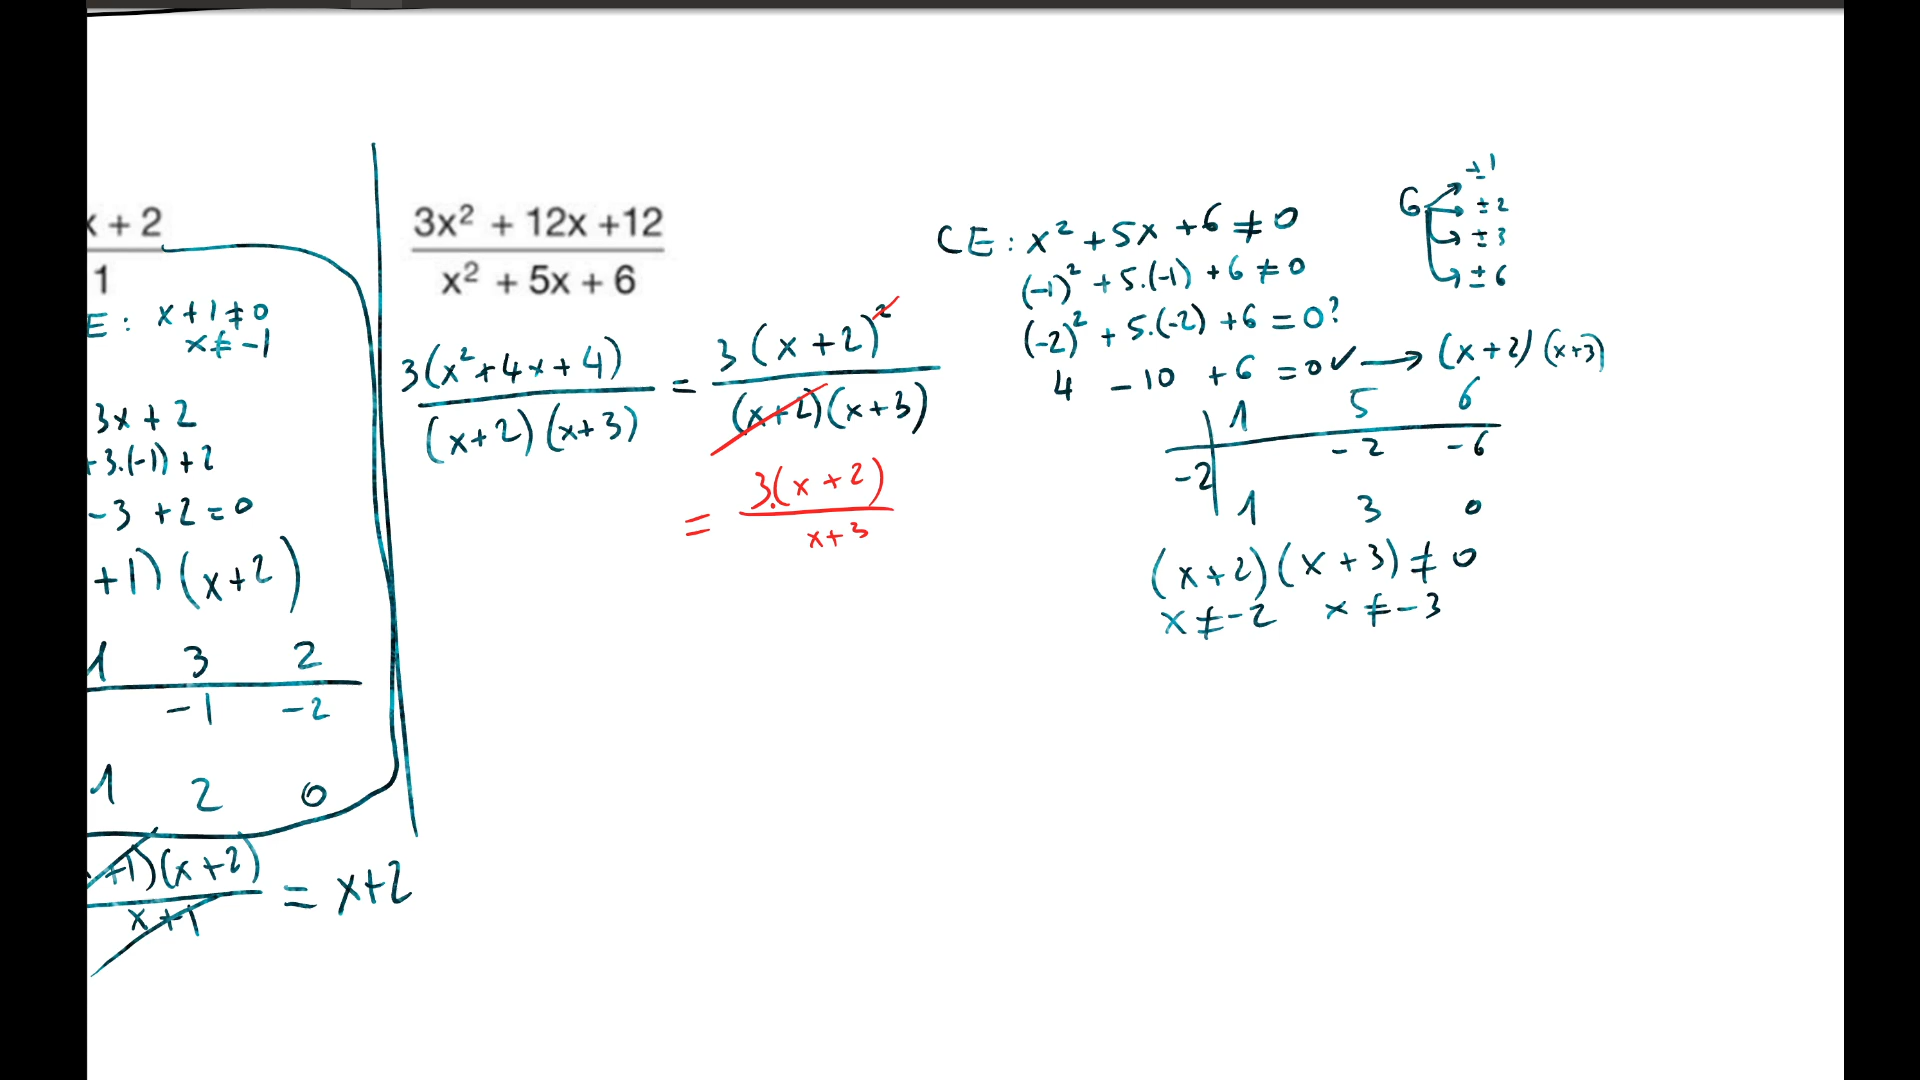 x + 2
1
E : x + 1 ≠ 0
x ≠ -1
3x + 2
+ 3.(-1) + 2
- 3 + 2 = 0
+1) (x+2)
1 3 2
-1 -2
1 2 0
+1)(x+2) = x+2
x+1
3x² + 12x +12
x² + 5x + 6
3(x²+4x+4) = 3(x+2)²
(x+2)(x+3) (x+2)(x+3)
= 3.(x+2)
x+3
CE : x² + 5x + 6 ≠ 0
(-1)² + 5.(-1) + 6 ≠ 0
(-2)² + 5.(-2) + 6 = 0?
4 - 10 + 6 = 0 ✓ → (x+2) (x+3)
6 ± 1
± 2
± 3
± 6
1 5 6
-2 -6
-2
1 3 0
(x+2)(x+3) ≠ 0
x ≠ -2 x ≠ -3